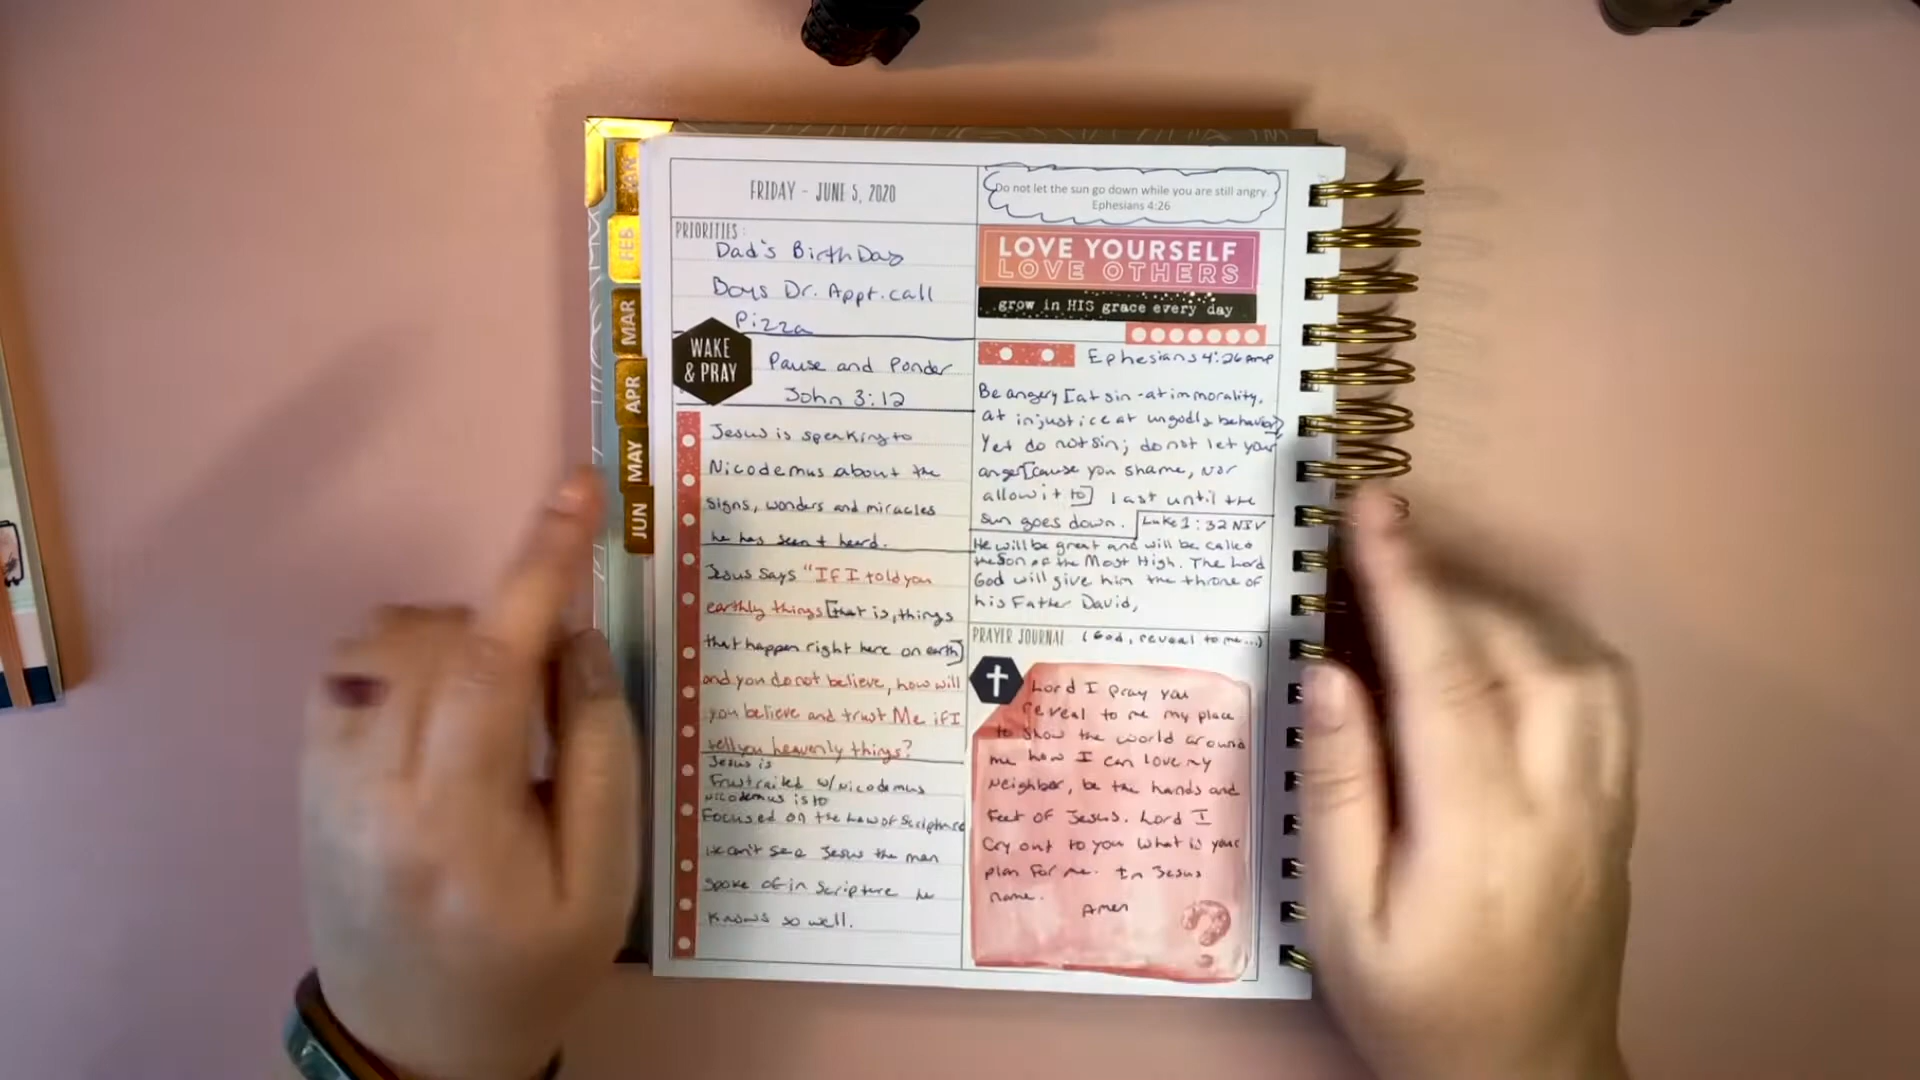 JAN
FEB
MAR
APR
MAY
JUN
FRIDAY - JUNE 5, 2020
PRIORITIES:
Dad's BirthDay
Boys Dr. Appt. call
Pizza
WAKE
& PRAY
Pause and Ponder
John 3:12
Jesus is speaking to
Nicodemus about the
signs, wonders and miracles
he has seen + heard.
Jesus says "If I told you
earthly things [that is, things
that happen right here on earth]
and you do not believe, how will
you believe and trust Me if I
tell you heavenly things?
Jesus is
Frustraited w/Nicodemus
Nicodemus is to
Focused on the Law of Scripture
He can't see Jesus the man
spoke of in Scripture he
knows so well.
Do not let the sun go down while you are still angry.
Ephesians 4:26
LOVE YOURSELF
LOVE OTHERS
grow in HIS grace every day
Ephesians 4:26 AMP
Be angry [at sin - at immorality,
at injustice at ungodly behavior]
Yet do not sin; do not let your
anger [cause you shame, nor
allow it to] last until the
sun goes down.
Luke 1:32 NIV
He will be great and will be called
the Son of the Most High. The Lord
God will give him the throne of
his Father David,
PRAYER JOURNAL (God, reveal to me...)
Lord I pray you
reveal to me my place
to show the world around
me how I can love my
Neighbor, be the hands and
Feet of Jesus. Lord I
Cry out to you what is your
plan for me. In Jesus
name.
Amen
?